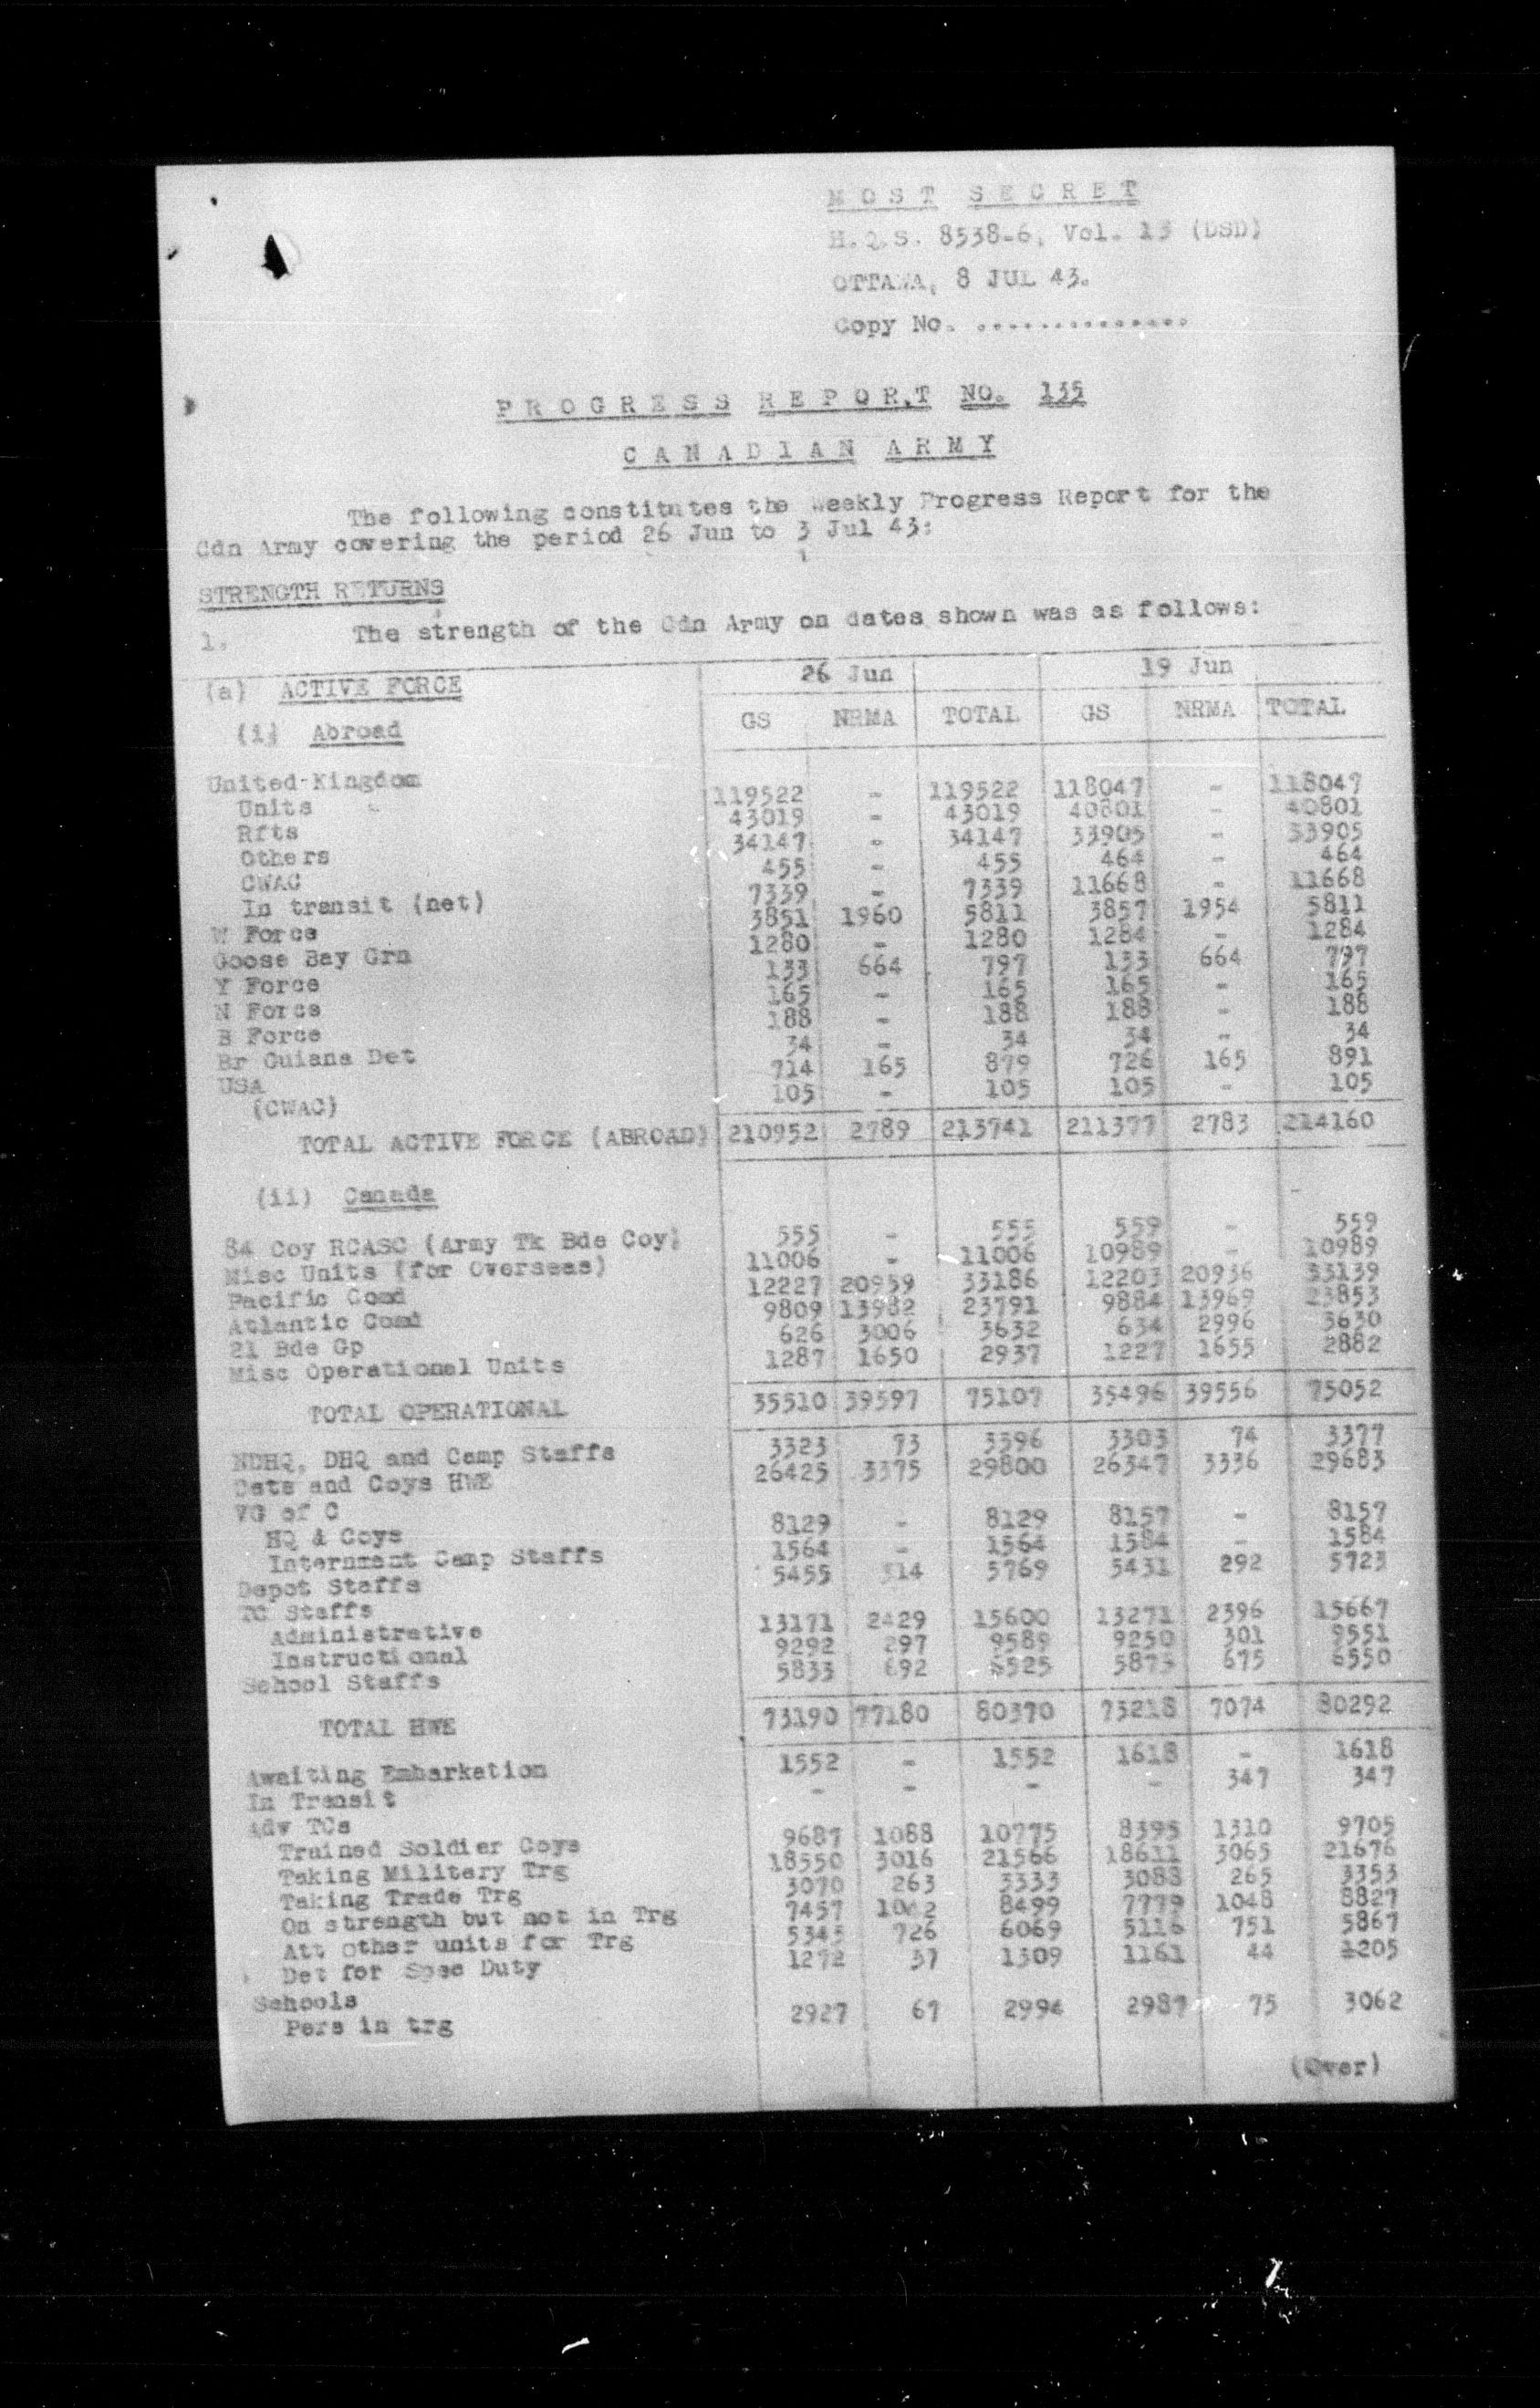 MOST SECRET
H.Q.S. 8538-6, Vol. 13 (DSD)
OTTAWA, 8 JUL 43.
Copy No. ..............
PROGRESS REPORT NO. 135
CANADIAN ARMY
The following constitutes the Weekly Progress Report for the
Cdn Army covering the period 26 Jun to 3 Jul 43:
STRENGTH RETURNS
1. The strength of the Cdn Army on dates shown was as follows:
(a) ACTIVE FORCE 26 Jun 19 Jun
(i) Abroad GS NRMA TOTAL GS NRMA TOTAL
United Kingdom
Units 119522 - 119522 118047 - 118047
Rfts 43019 - 43019 40801 - 40801
Others 34147 - 34147 33905 - 33905
CWAC 455 - 455 464 - 464
In transit (net) 7339 - 7339 11668 - 11668
W Force 3851 1960 5811 3857 1954 5811
Goose Bay Grn 1280 - 1280 1284 - 1284
Y Force 133 664 797 133 664 797
N Force 165 - 165 165 - 165
B Force 188 - 188 188 - 188
Br Guiana Det 34 - 34 34 - 34
USA 714 165 879 726 165 891
(CWAC) 105 - 105 105 - 105
TOTAL ACTIVE FORCE (ABROAD) 210952 2789 213741 211377 2783 214160
(ii) Canada
84 Coy RCASC (Army Tk Bde Coy) 555 - 555 559 - 559
Misc Units (for Overseas) 11006 - 11006 10989 - 10989
Pacific Comd 12227 20959 33186 12203 20936 33139
Atlantic Comd 9809 13982 23791 9884 13969 23853
21 Bde Gp 626 3006 3632 634 2996 3630
Misc Operational Units 1287 1650 2937 1227 1655 2882
TOTAL OPERATIONAL 35510 39597 75107 35496 39556 75052
NDHQ, DHQ and Camp Staffs 3323 73 3396 3303 74 3377
Dets and Coys HWE 26425 3375 29800 26347 3336 29683
VG of C
HQ & Coys 8129 - 8129 8157 - 8157
Internment Camp Staffs 1564 - 1564 1584 - 1584
Depot Staffs 5455 314 5769 5431 292 5723
TC Staffs
Administrative 13171 2429 15600 13271 2396 15667
Instructional 9292 297 9589 9250 301 9551
School Staffs 5833 692 6525 5875 675 6550
TOTAL HWE 73190 77180 80370 73218 7074 80292
Awaiting Embarkation 1552 - 1552 1618 - 1618
In Transit - - - - 347 347
Adv TCs
Trained Soldier Coys 9687 1088 10775 8395 1310 9705
Taking Military Trg 18550 3016 21566 18611 3065 21676
Taking Trade Trg 3070 263 3333 3088 265 3353
On strength but not in Trg 7457 1042 8499 7779 1048 8827
Att other units for Trg 5343 726 6069 5116 751 5867
Det for Spec Duty 1272 37 1309 1161 44 1205
Schools
Pers in trg 2927 67 2994 2987 75 3062
(Over)